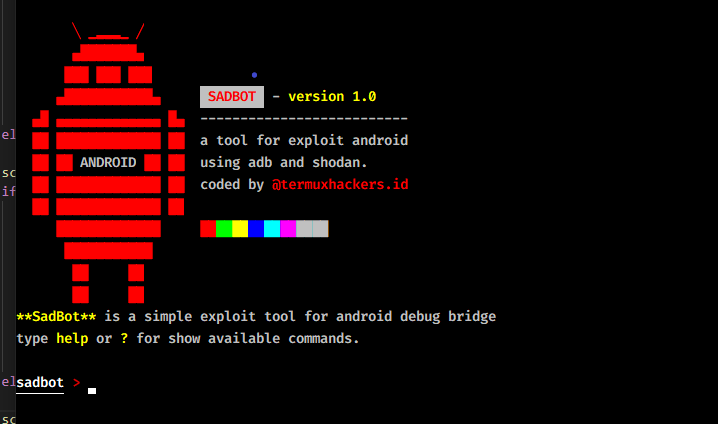 SADBOT - version 1.0
--------------------------
a tool for exploit android
using adb and shodan.
coded by @termuxhackers.id
ANDROID
**SadBot** is a simple exploit tool for android debug bridge
type help or ? for show available commands.
sadbot >
el
sc
if
el
sc